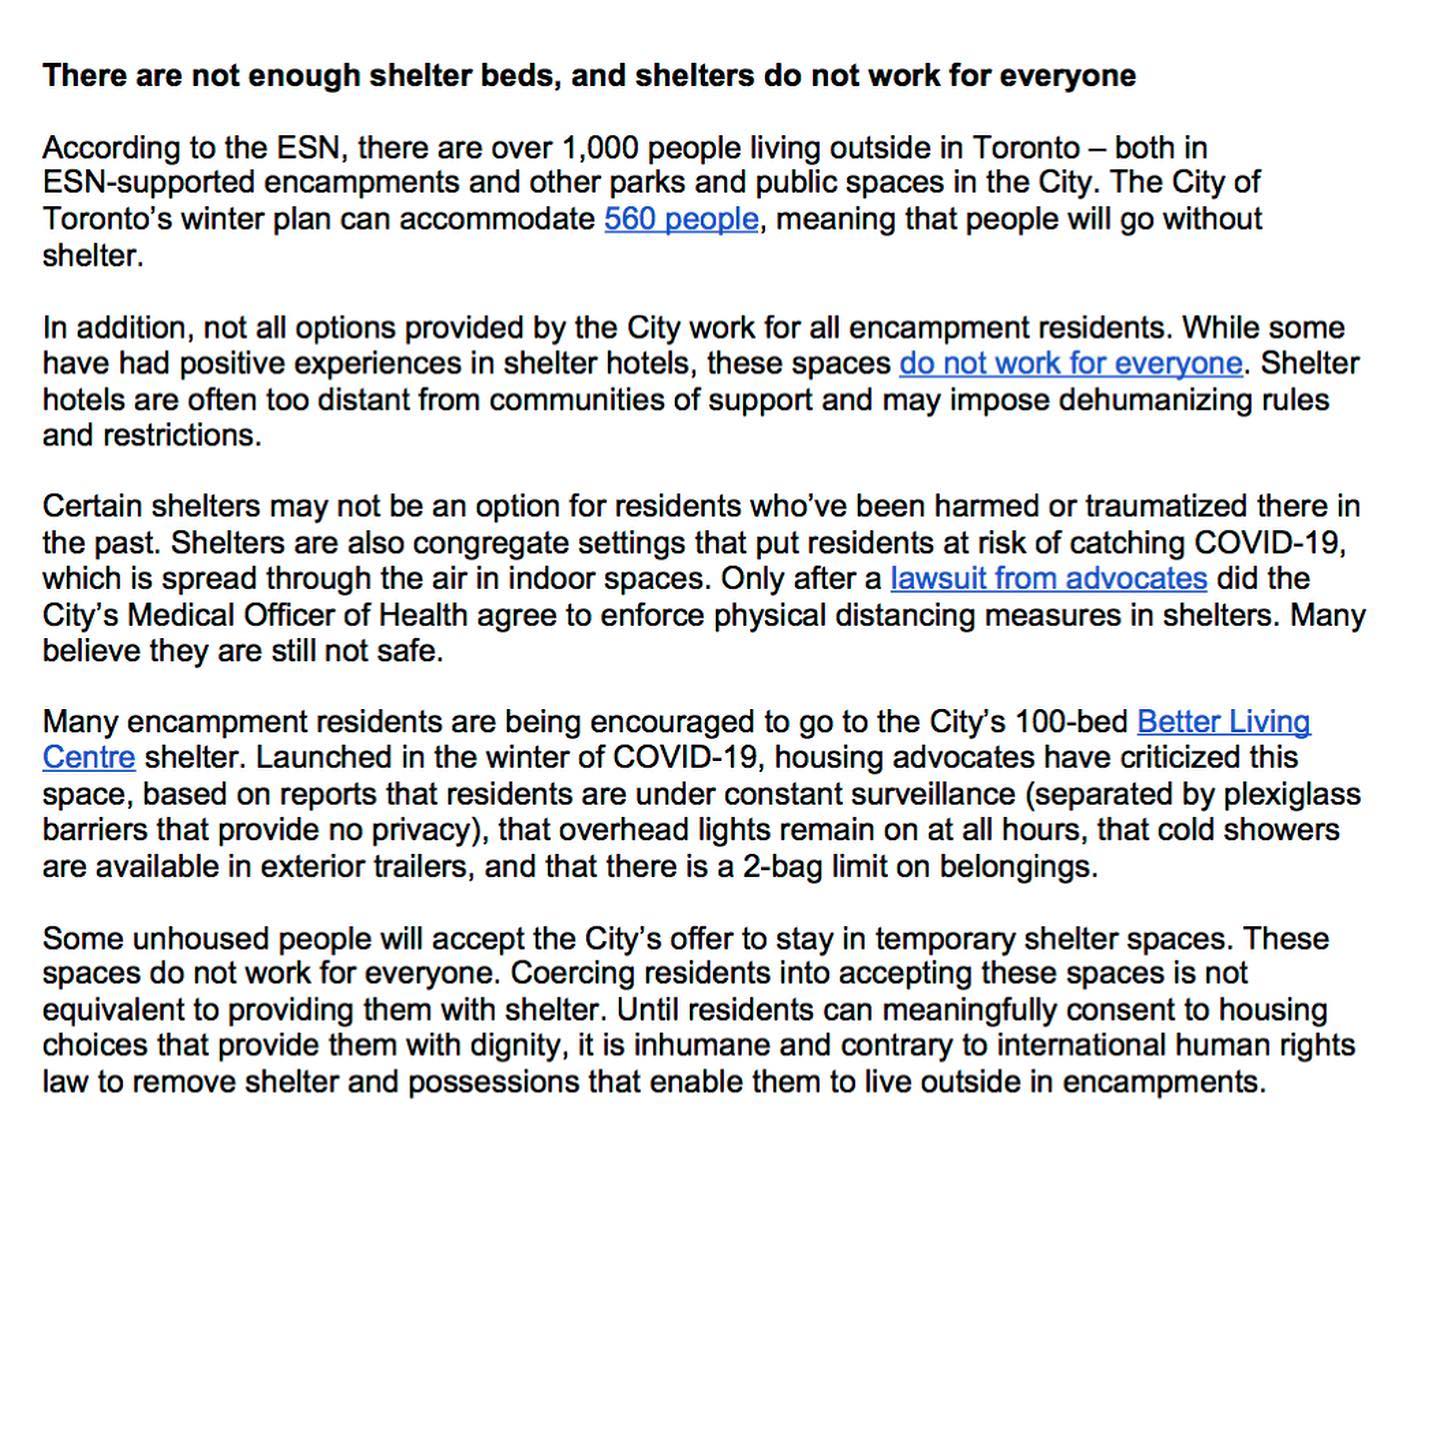 There are not enough shelter beds, and shelters do not work for everyone
According to the ESN, there are over 1,000 people living outside in Toronto – both in
ESN-supported encampments and other parks and public spaces in the City. The City of
Toronto’s winter plan can accommodate 560 people, meaning that people will go without
shelter.
In addition, not all options provided by the City work for all encampment residents. While some
have had positive experiences in shelter hotels, these spaces do not work for everyone. Shelter
hotels are often too distant from communities of support and may impose dehumanizing rules
and restrictions.
Certain shelters may not be an option for residents who’ve been harmed or traumatized there in
the past. Shelters are also congregate settings that put residents at risk of catching COVID-19,
which is spread through the air in indoor spaces. Only after a lawsuit from advocates did the
City’s Medical Officer of Health agree to enforce physical distancing measures in shelters. Many
believe they are still not safe.
Many encampment residents are being encouraged to go to the City’s 100-bed Better Living
Centre shelter. Launched in the winter of COVID-19, housing advocates have criticized this
space, based on reports that residents are under constant surveillance (separated by plexiglass
barriers that provide no privacy), that overhead lights remain on at all hours, that cold showers
are available in exterior trailers, and that there is a 2-bag limit on belongings.
Some unhoused people will accept the City’s offer to stay in temporary shelter spaces. These
spaces do not work for everyone. Coercing residents into accepting these spaces is not
equivalent to providing them with shelter. Until residents can meaningfully consent to housing
choices that provide them with dignity, it is inhumane and contrary to international human rights
law to remove shelter and possessions that enable them to live outside in encampments.